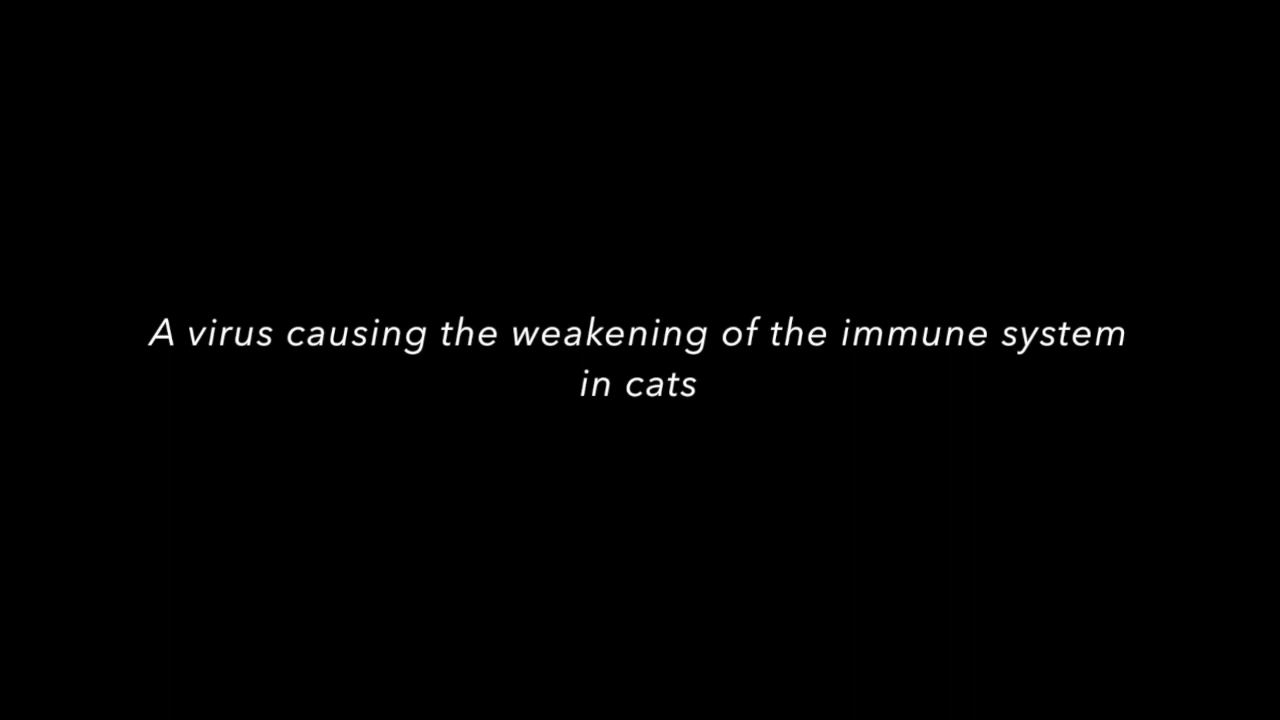 A virus causing the weakening of the immune system
in cats